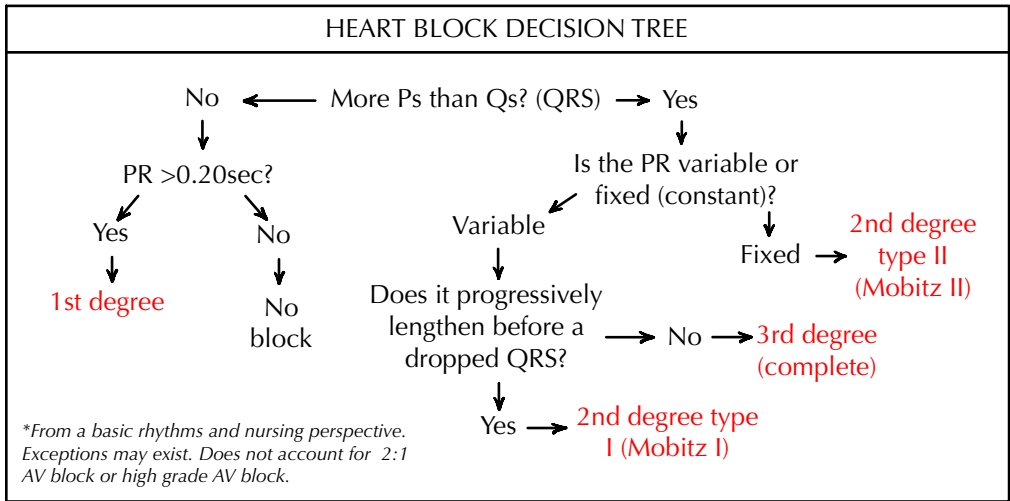 HEART BLOCK DECISION TREE
No
More Ps than Qs? (QRS)
Yes
PR >0.20sec?
Yes
1st degree
No
No
block
Is the PR variable or
fixed (constant)?
Variable
Fixed
2nd degree
type II
(Mobitz II)
Does it progressively
lengthen before a
dropped QRS?
No
3rd degree
(complete)
Yes
2nd degree type
I (Mobitz I)
*From a basic rhythms and nursing perspective.
Exceptions may exist. Does not account for 2:1
AV block or high grade AV block.